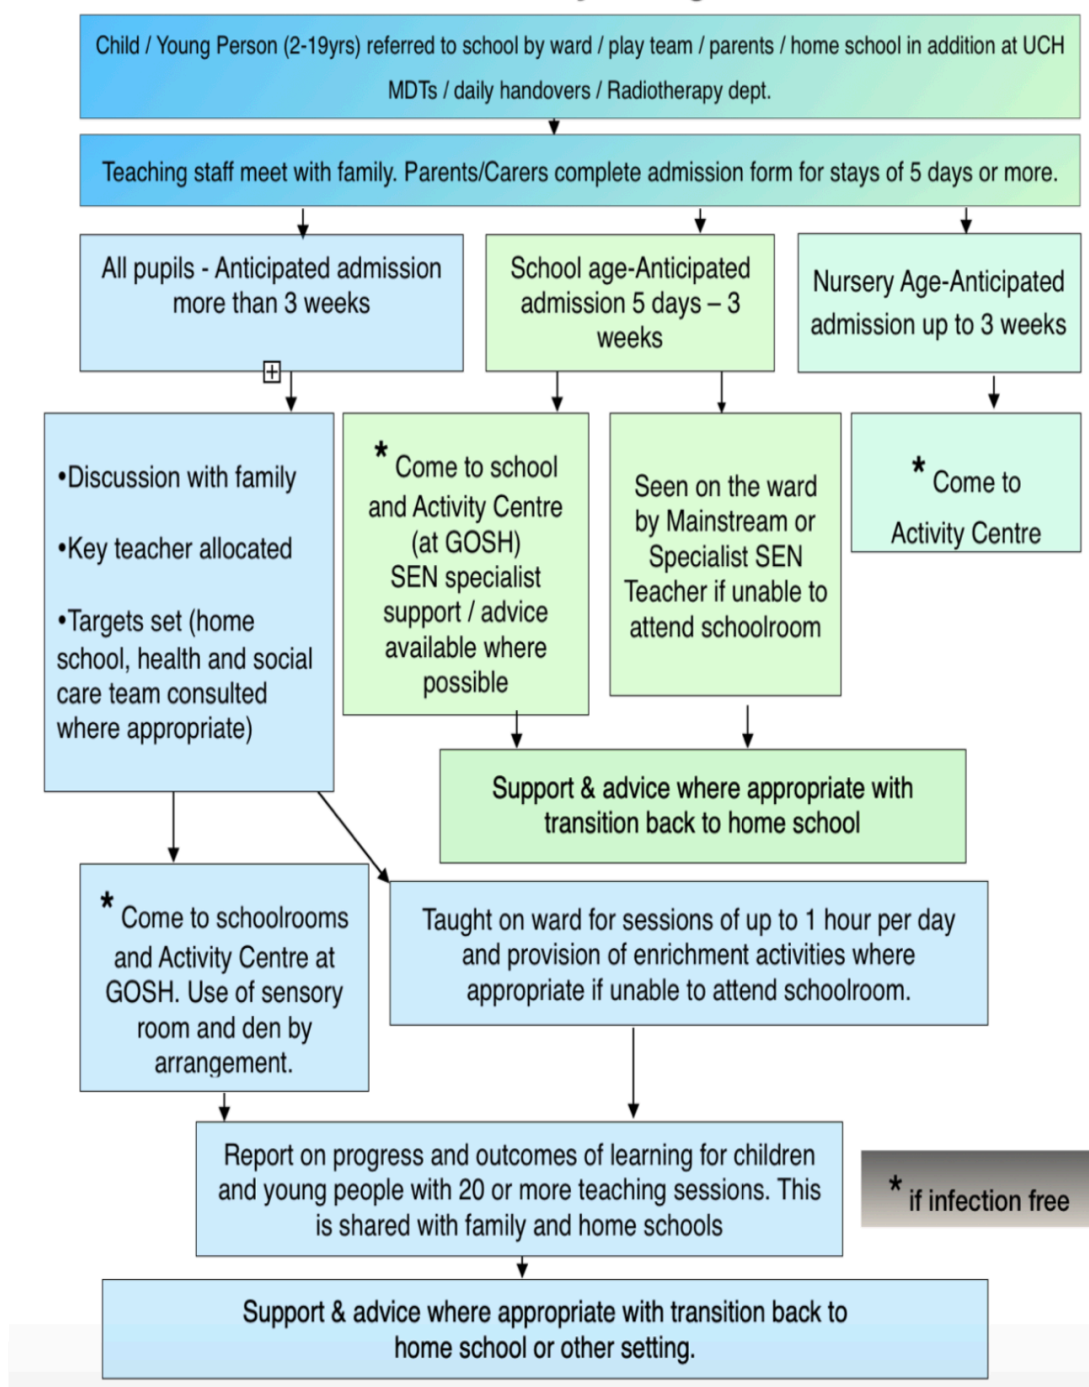 Child / Young Person (2-19yrs) referred to school by ward / play team / parents / home school in addition at UCH
MDTs / daily handovers / Radiotherapy dept.
Teaching staff meet with family. Parents/Carers complete admission form for stays of 5 days or more.
All pupils - Anticipated admission
more than 3 weeks
School age-Anticipated
admission 5 days – 3
weeks
Nursery Age-Anticipated
admission up to 3 weeks
•Discussion with family
•Key teacher allocated
•Targets set (home
school, health and social
care team consulted
where appropriate)
* Come to school
and Activity Centre
(at GOSH)
SEN specialist
support / advice
available where
possible
Seen on the ward
by Mainstream or
Specialist SEN
Teacher if unable to
attend schoolroom
* Come to
Activity Centre
Support & advice where appropriate with
transition back to home school
* Come to schoolrooms
and Activity Centre at
GOSH. Use of sensory
room and den by
arrangement.
Taught on ward for sessions of up to 1 hour per day
and provision of enrichment activities where
appropriate if unable to attend schoolroom.
Report on progress and outcomes of learning for children
and young people with 20 or more teaching sessions. This
is shared with family and home schools
* if infection free
Support & advice where appropriate with transition back to
home school or other setting.